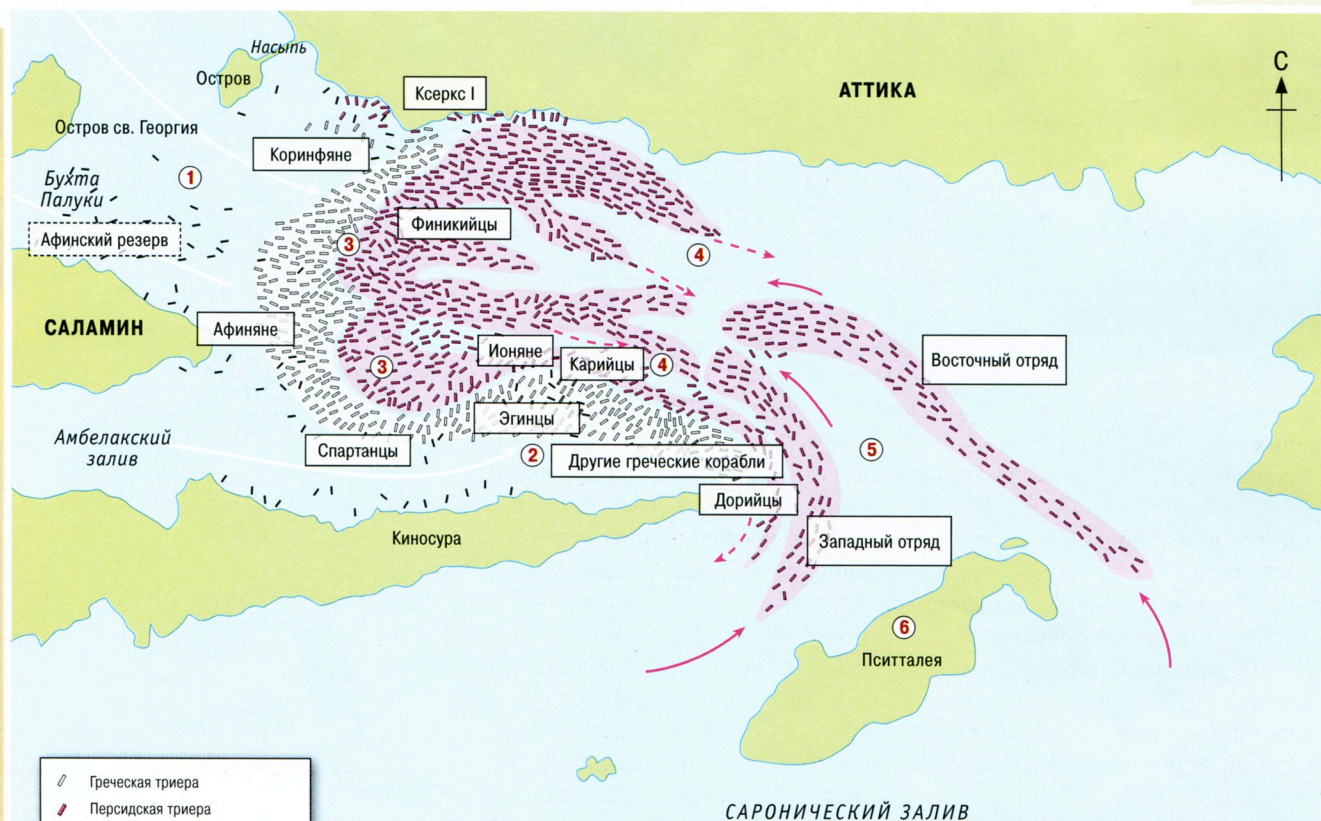 Насыпь
Остров
Ксеркс I
АТТИКА
С
Остров св. Георгия
Коринфяне
1
Бухта
Палуки
Афинский резерв
Финикийцы
3
4
САЛАМИН
Афиняне
Ионяне
Карийцы
4
3
Восточный отряд
Эгинцы
Амбелакский
залив
Спартанцы
2
Другие греческие корабли
5
Дорийцы
Киносура
Западный отряд
6
Пситталея
Греческая триера
Персидская триера
САРОНИЧЕСКИЙ ЗАЛИВ